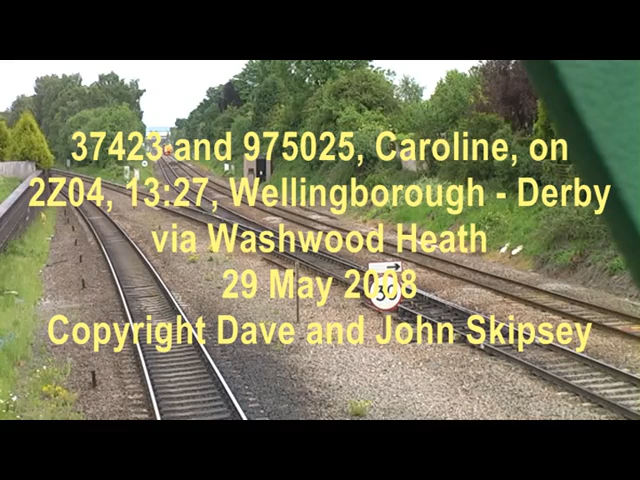 37423 and 975025, Caroline, on
2Z04, 13:27, Wellingborough - Derby
via Washwood Heath
29 May 2008
30
Copyright Dave and John Skipsey